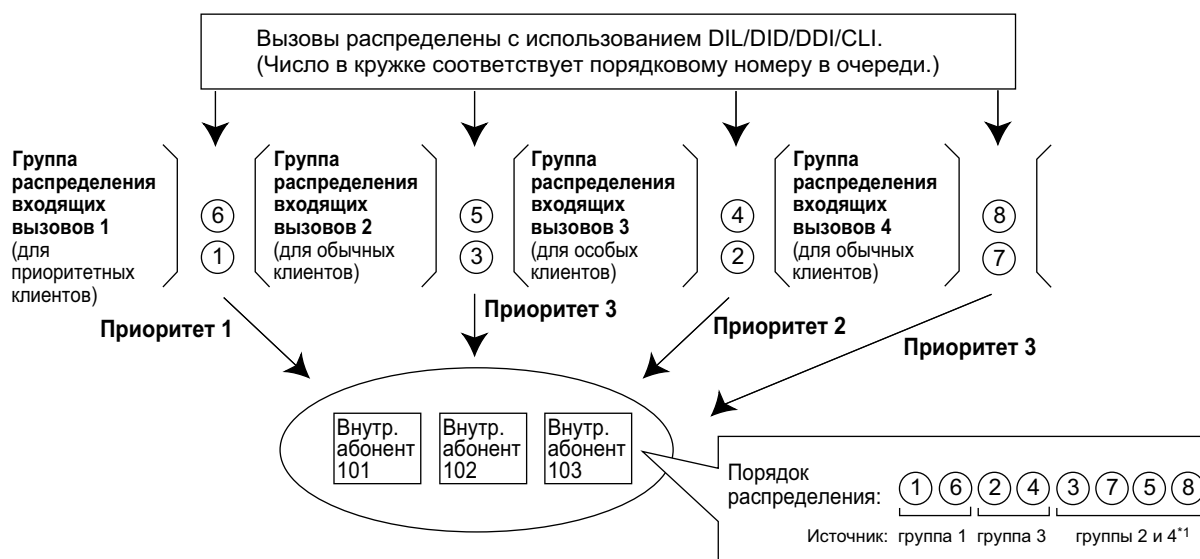 Вызовы распределены с использованием DIL/DID/DDI/CLI.
(Число в кружке соответствует порядковому номеру в очереди.)
Группа
распределения
входящих
вызовов 1
(для
приоритетных
клиентов)
6
1
Группа
распределения
входящих
вызовов 2
(для обычных
клиентов)
5
3
Группа
распределения
входящих
вызовов 3
(для особых
клиентов)
4
2
Группа
распределения
входящих
вызовов 4
(для обычных
клиентов)
8
7
Приоритет 1
Приоритет 3
Приоритет 2
Приоритет 3
Внутр.
абонент
101
Внутр.
абонент
102
Внутр.
абонент
103
Порядок
распределения: 1 6 2 4 3 7 5 8
Источник: группа 1 группа 3 группы 2 и 4*1